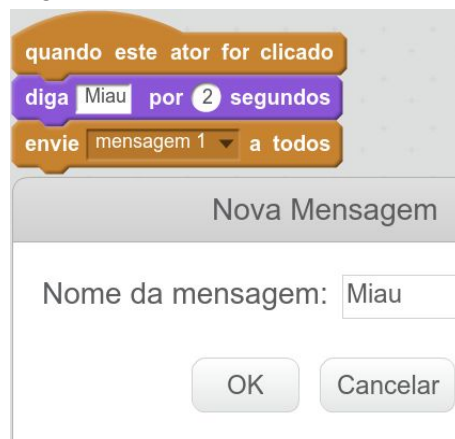 quando este ator for clicado
diga Miau por 2 segundos
envie mensagem 1 a todos
Nova Mensagem
Nome da mensagem: Miau
OK Cancelar